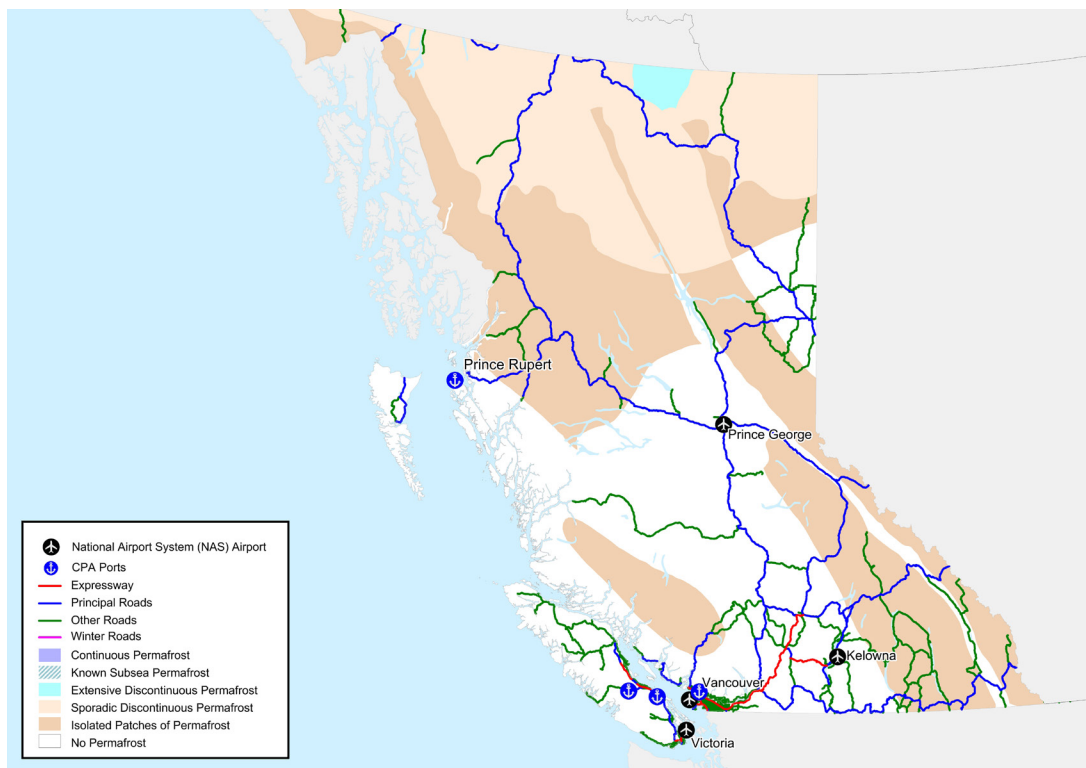 Prince Rupert
Prince George
Kelowna
Vancouver
Victoria
National Airport System (NAS) Airport
CPA Ports
Expressway
Principal Roads
Other Roads
Winter Roads
Continuous Permafrost
Known Subsea Permafrost
Extensive Discontinuous Permafrost
Sporadic Discontinuous Permafrost
Isolated Patches of Permafrost
No Permafrost